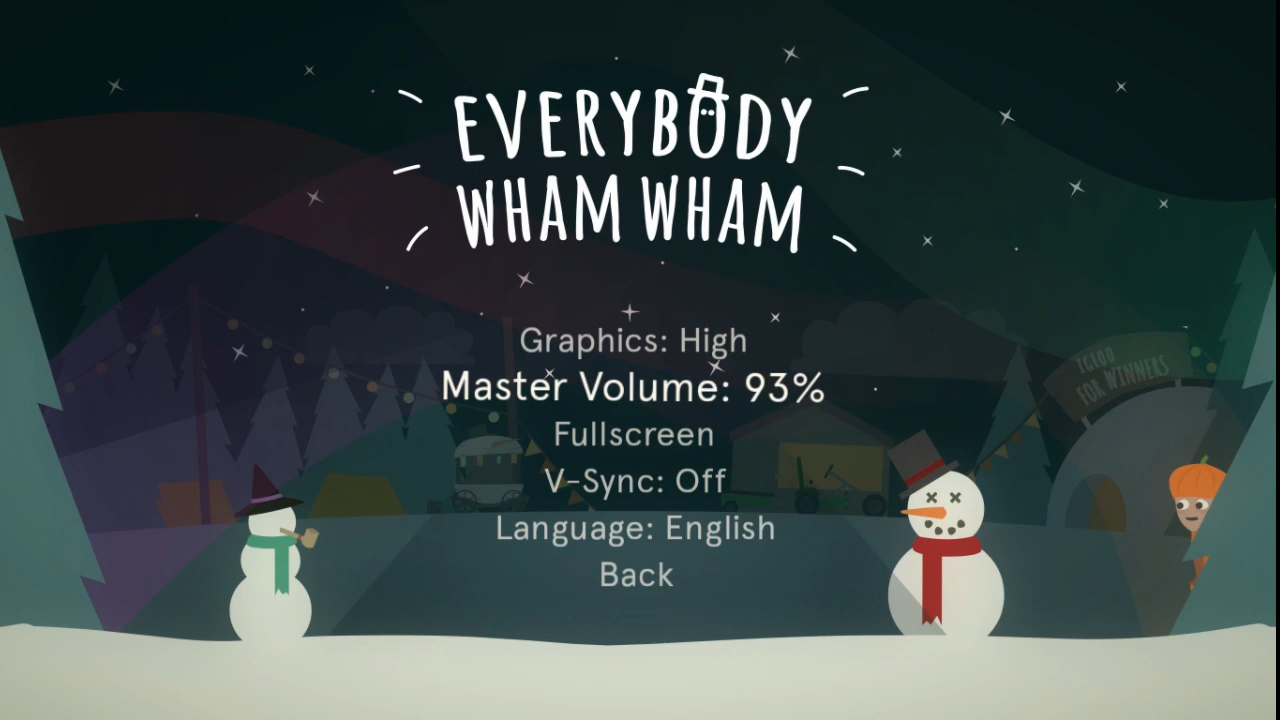 EVERYBODY
WHAM WHAM
Graphics: High
Master Volume: 93%
Fullscreen
V-Sync: Off
Language: English
Back
IGLOO
FOR WINNERS